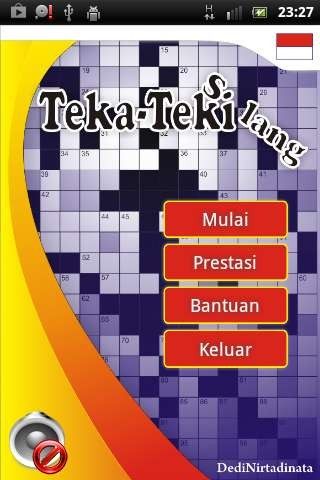 23:27
Teka-Teki Silang
Mulai
Prestasi
Bantuan
Keluar
DediNirtadinata